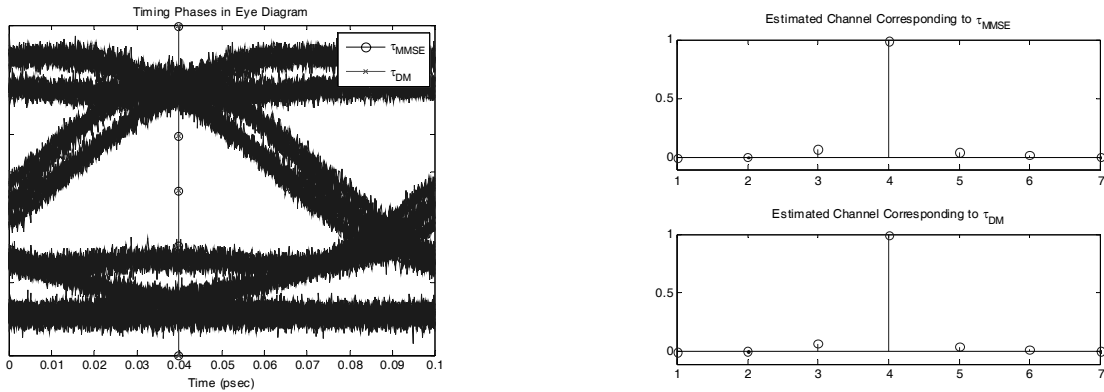 Timing Phases in Eye Diagram
τMMSE
τDM
0 0.01 0.02 0.03 0.04 0.05 0.06 0.07 0.08 0.09 0.1
Time (psec)
Estimated Channel Corresponding to τMMSE
1
0.5
0
1 2 3 4 5 6 7
Estimated Channel Corresponding to τDM
1
0.5
0
1 2 3 4 5 6 7